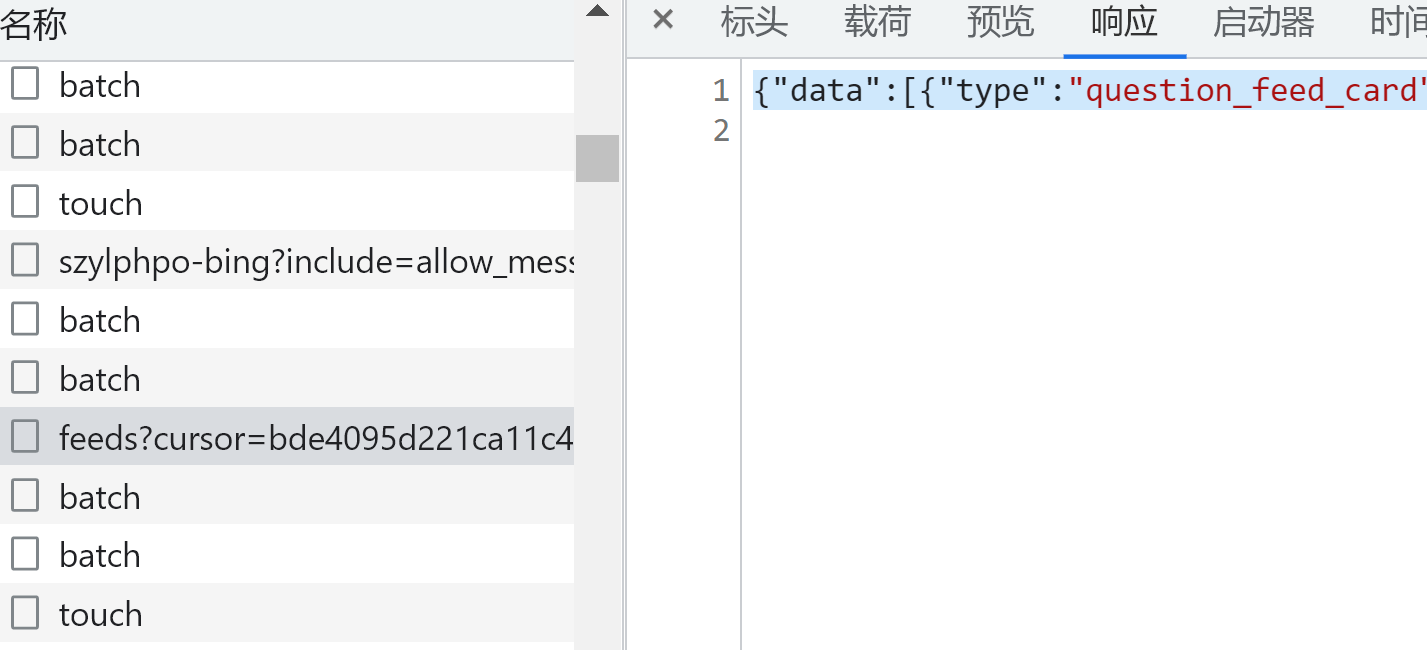 名称
batch
batch
touch
szylphpo-bing?include=allow_mess
batch
batch
feeds?cursor=bde4095d221ca11c4
batch
batch
touch
× 标头 载荷 预览 响应 启动器 时间
1 {"data":[{"type":"question_feed_card"
2